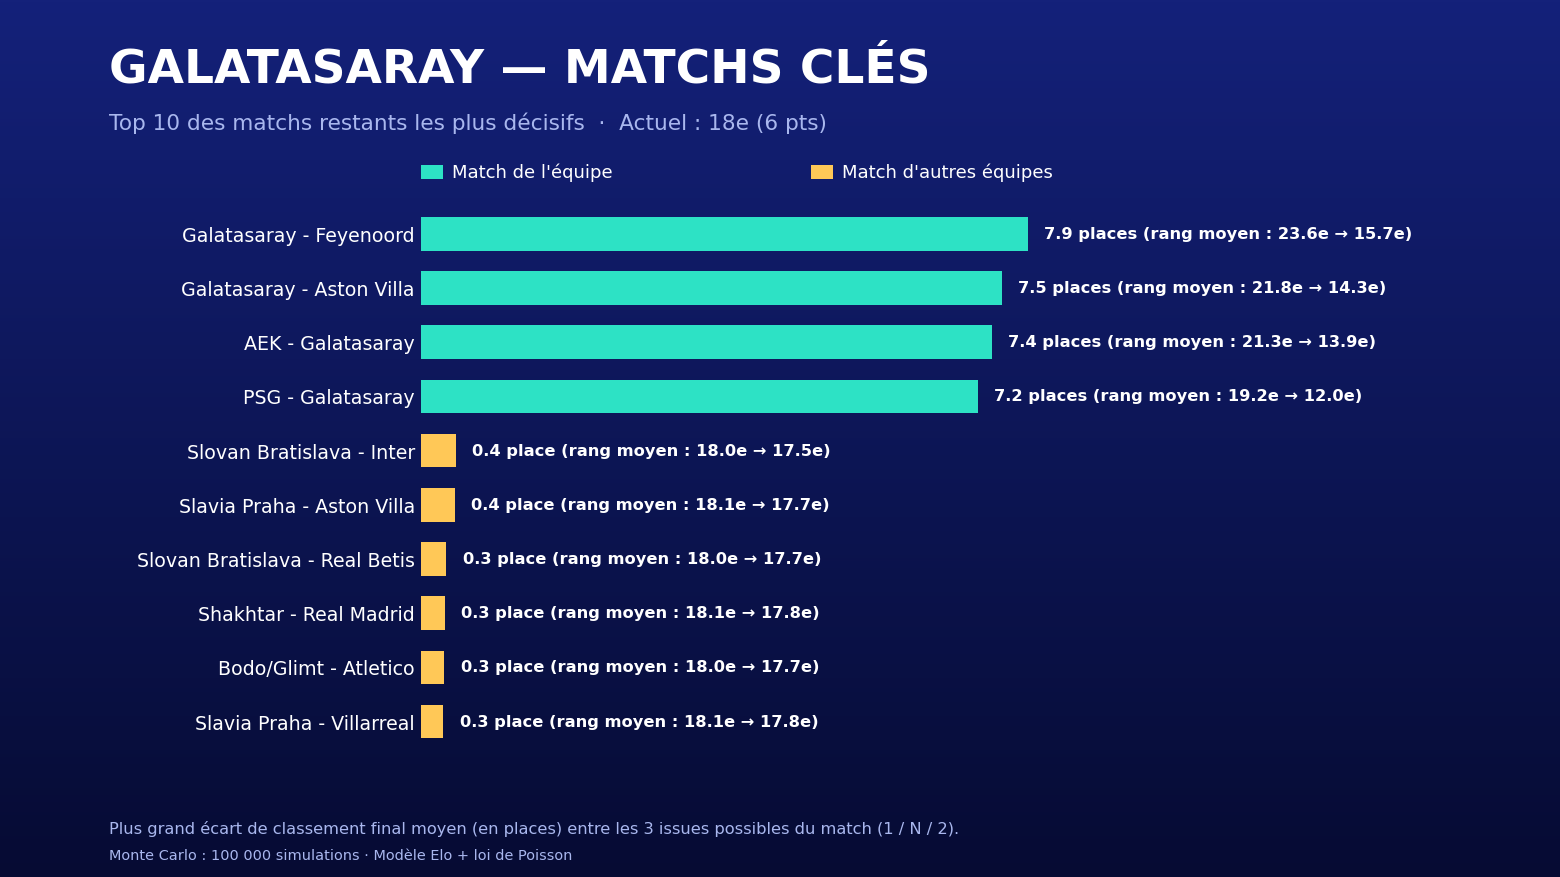 GALATASARAY — MATCHS CLÉS
Top 10 des matchs restants les plus décisifs · Actuel : 18e (6 pts)
Match de l'équipe
Match d'autres équipes
Galatasaray - Feyenoord 7.9 places (rang moyen : 23.6e → 15.7e)
Galatasaray - Aston Villa 7.5 places (rang moyen : 21.8e → 14.3e)
AEK - Galatasaray 7.4 places (rang moyen : 21.3e → 13.9e)
PSG - Galatasaray 7.2 places (rang moyen : 19.2e → 12.0e)
Slovan Bratislava - Inter 0.4 place (rang moyen : 18.0e → 17.5e)
Slavia Praha - Aston Villa 0.4 place (rang moyen : 18.1e → 17.7e)
Slovan Bratislava - Real Betis 0.3 place (rang moyen : 18.0e → 17.7e)
Shakhtar - Real Madrid 0.3 place (rang moyen : 18.1e → 17.8e)
Bodo/Glimt - Atletico 0.3 place (rang moyen : 18.0e → 17.7e)
Slavia Praha - Villarreal 0.3 place (rang moyen : 18.1e → 17.8e)
Plus grand écart de classement final moyen (en places) entre les 3 issues possibles du match (1 / N / 2).
Monte Carlo : 100 000 simulations · Modèle Elo + loi de Poisson